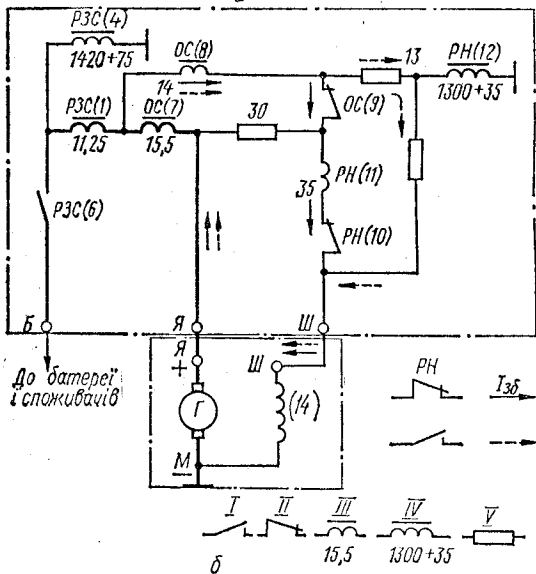 РЗС(4)
1420+75
ОС(8)
14
13
РН(12)
1300+35
РЗС(1)
11,25
ОС(7)
15,5
30
ОС(9)
РН(11)
35
РН(10)
РЗС(6)
Б
Я
Ш
До батереї
і споживачів
Я
+
Ш
Г
(14)
М
РН
Iзб
I
II
III
IV
V
15,5
1300+35
б